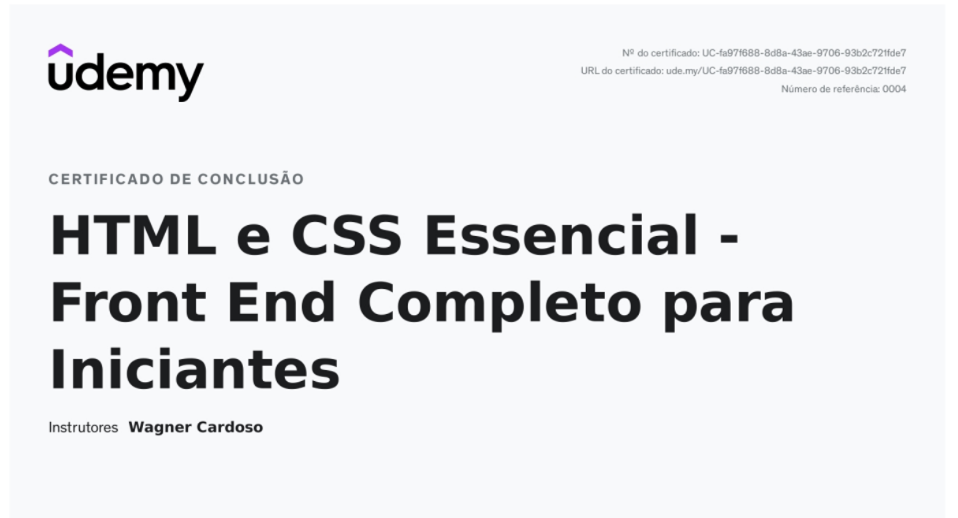 udemy
Nº do certificado: UC-fa97f688-8d8a-43ae-9706-93b2c721fde7
URL do certificado: ude.my/UC-fa97f688-8d8a-43ae-9706-93b2c721fde7
Número de referência: 0004
CERTIFICADO DE CONCLUSÃO
HTML e CSS Essencial -
Front End Completo para
Iniciantes
Instrutores Wagner Cardoso